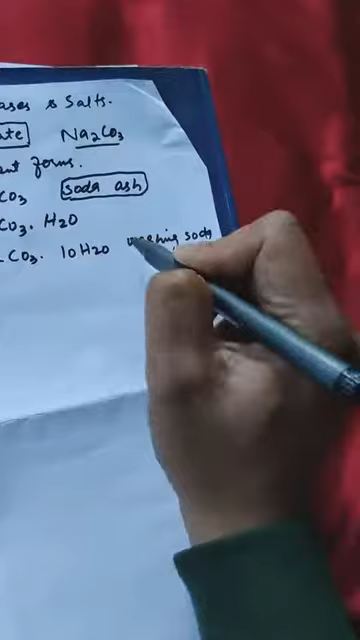 ases & Salts.
ate Na2CO3
nt forms.
CO3 soda ash
CO3. H2O
CO3. 10H2O washing soda